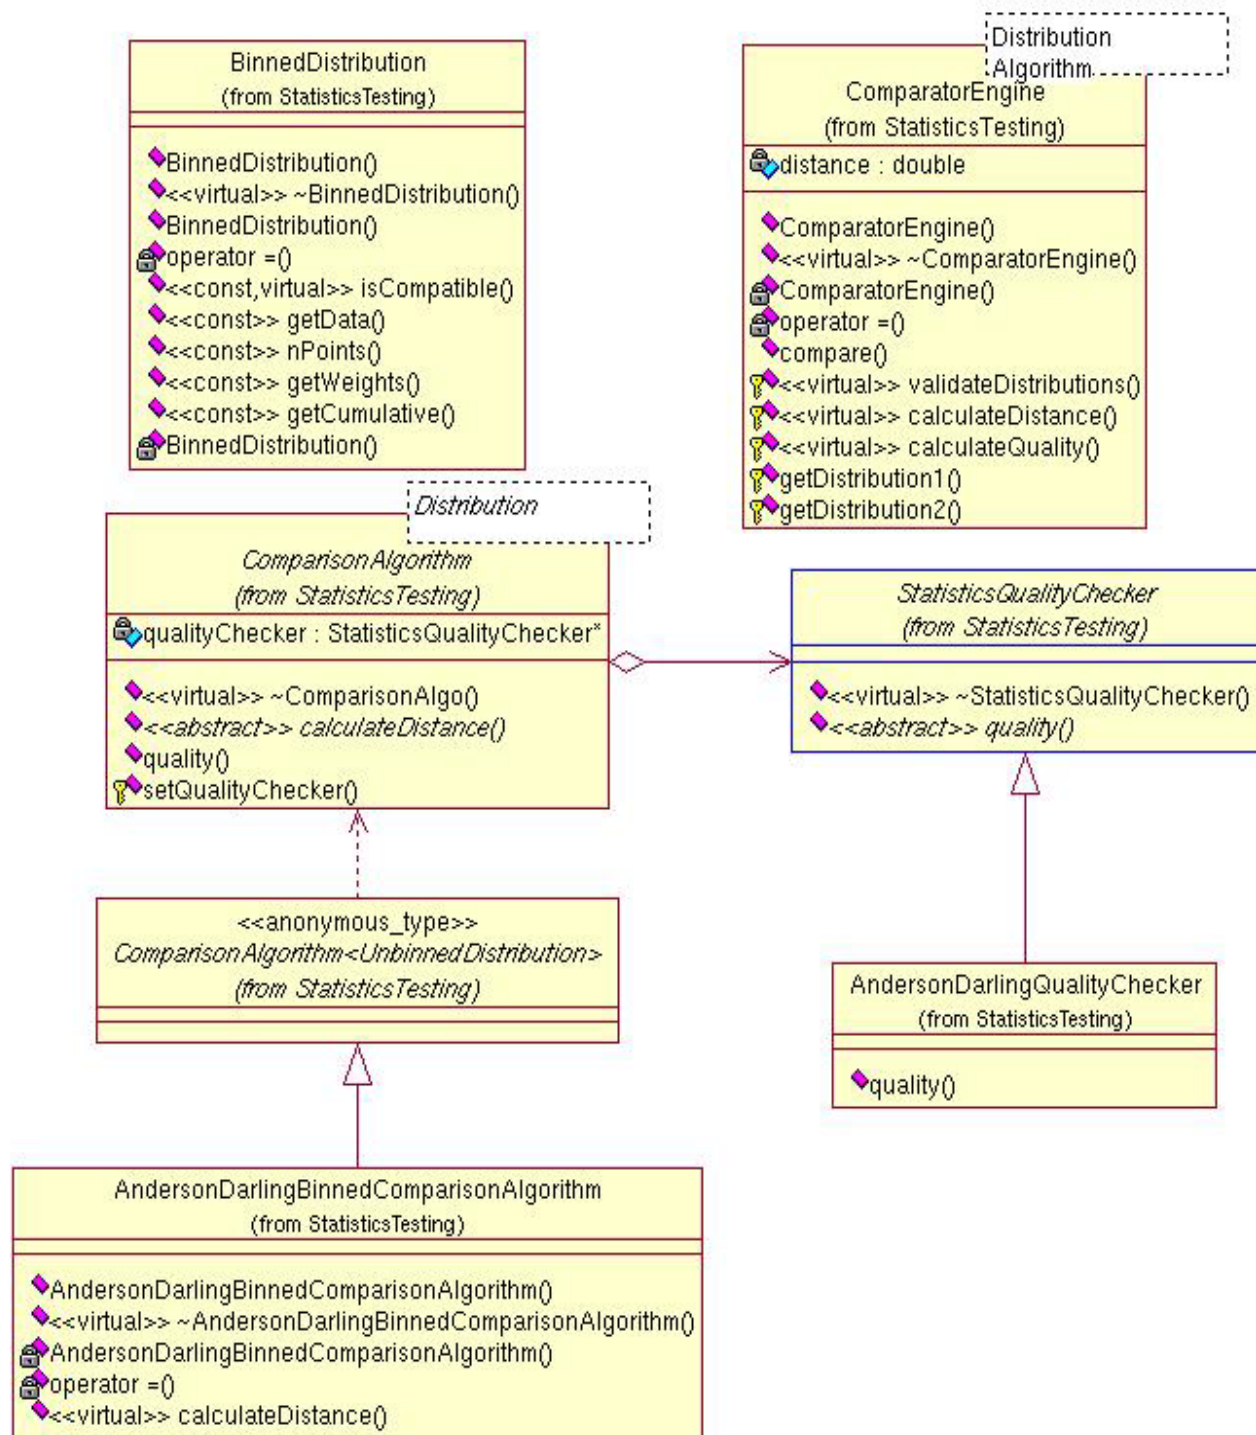 BinnedDistribution
(from StatisticsTesting)
BinnedDistribution()
<<virtual>> ~BinnedDistribution()
BinnedDistribution()
operator =()
<<const,virtual>> isCompatible()
<<const>> getData()
<<const>> nPoints()
<<const>> getWeights()
<<const>> getCumulative()
BinnedDistribution()
Distribution
Algorithm
ComparatorEngine
(from StatisticsTesting)
distance : double
ComparatorEngine()
<<virtual>> ~ComparatorEngine()
ComparatorEngine()
operator =()
compare()
<<virtual>> validateDistributions()
<<virtual>> calculateDistance()
<<virtual>> calculateQuality()
getDistribution1()
getDistribution2()
Distribution
ComparisonAlgorithm
(from StatisticsTesting)
qualityChecker : StatisticsQualityChecker*
<<virtual>> ~ComparisonAlgo()
<<abstract>> calculateDistance()
quality()
setQualityChecker()
StatisticsQualityChecker
(from StatisticsTesting)
<<virtual>> ~StatisticsQualityChecker()
<<abstract>> quality()
<<anonymous_type>>
ComparisonAlgorithm<UnbinnedDistribution>
(from StatisticsTesting)
AndersonDarlingQualityChecker
(from StatisticsTesting)
quality()
AndersonDarlingBinnedComparisonAlgorithm
(from StatisticsTesting)
AndersonDarlingBinnedComparisonAlgorithm()
<<virtual>> ~AndersonDarlingBinnedComparisonAlgorithm()
AndersonDarlingBinnedComparisonAlgorithm()
operator =()
<<virtual>> calculateDistance()